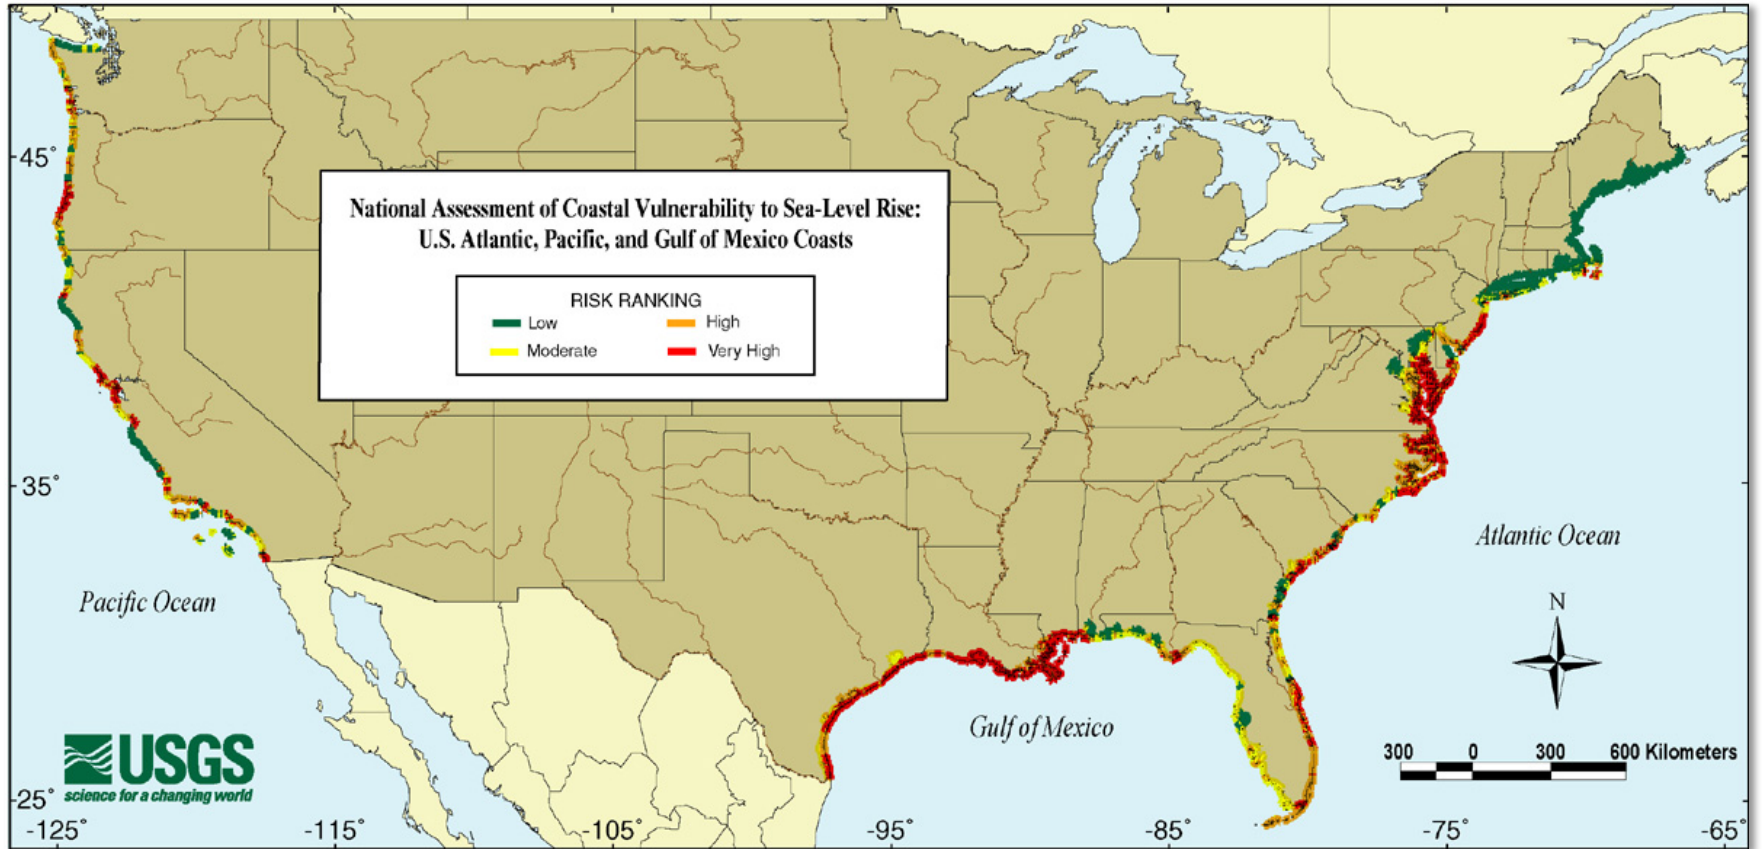 National Assessment of Coastal Vulnerability to Sea-Level Rise:
U.S. Atlantic, Pacific, and Gulf of Mexico Coasts
RISK RANKING
Low
High
Moderate
Very High
45°
35°
25°
Atlantic Ocean
Pacific Ocean
Gulf of Mexico
N
300 0 300 600 Kilometers
USGS
science for a changing world
-125° -115° -105° -95° -85° -75° -65°